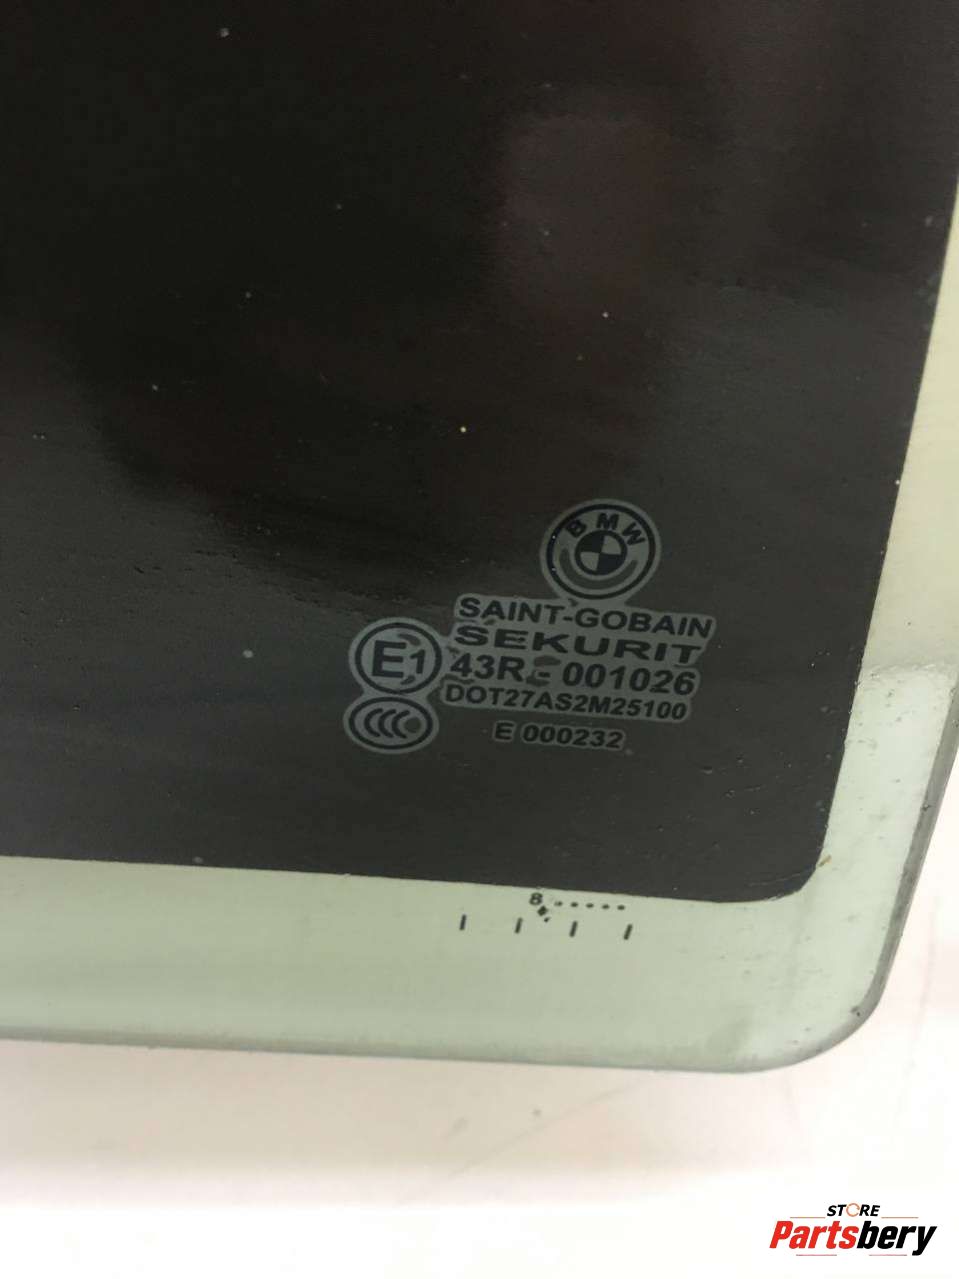 BMW
SAINT-GOBAIN
SEKURIT
E1
43R - 001026
DOT27AS2M25100
CCC
E 000232
8 .....
STORE
Partsbery